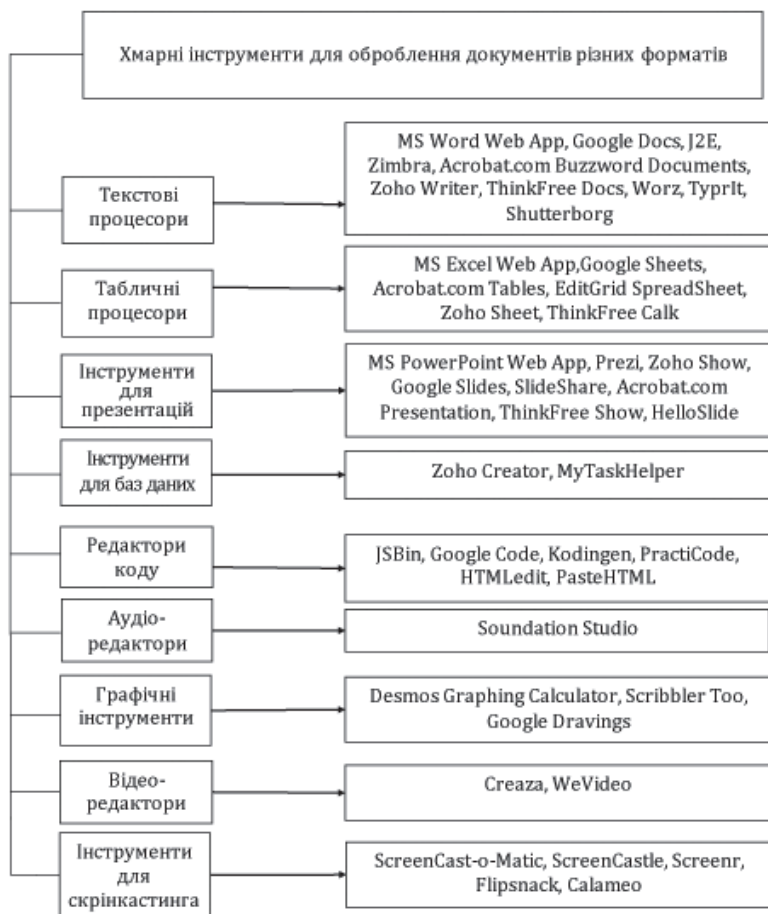 Хмарні інструменти для оброблення документів різних форматів
Текстові
процесори
MS Word Web App, Google Docs, J2E,
Zimbra, Acrobat.com Buzzword Documents,
Zoho Writer, ThinkFree Docs, Worz, TyprIt,
Shutterborg
Табличні
процесори
MS Excel Web App,Google Sheets,
Acrobat.com Tables, EditGrid SpreadSheet,
Zoho Sheet, ThinkFree Calk
Інструменти
для
презентацій
MS PowerPoint Web App, Prezi, Zoho Show,
Google Slides, SlideShare, Acrobat.com
Presentation, ThinkFree Show, HelloSlide
Інструменти
для баз даних
Zoho Creator, MyTaskHelper
Редактори
коду
JSBin, Google Code, Kodingen, PractiCode,
HTMLedit, PasteHTML
Аудіо-
редактори
Soundation Studio
Графічні
інструменти
Desmos Graphing Calculator, Scribbler Too,
Google Dravings
Відео-
редактори
Creaza, WeVideo
Інструменти
для
скрінкастинга
ScreenCast-o-Matic, ScreenCastle, Screenr,
Flipsnack, Calameo